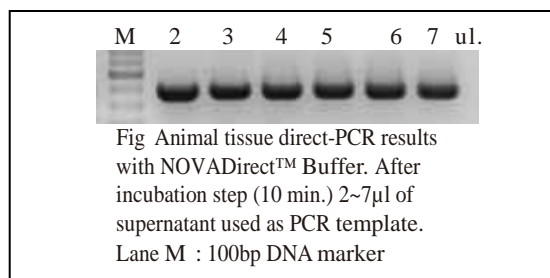 M 2 3 4 5 6 7 ul.
Fig Animal tissue direct-PCR results
with NOVADirect™ Buffer. After
incubation step (10 min.) 2~7µl of
supernatant used as PCR template.
Lane M : 100bp DNA marker